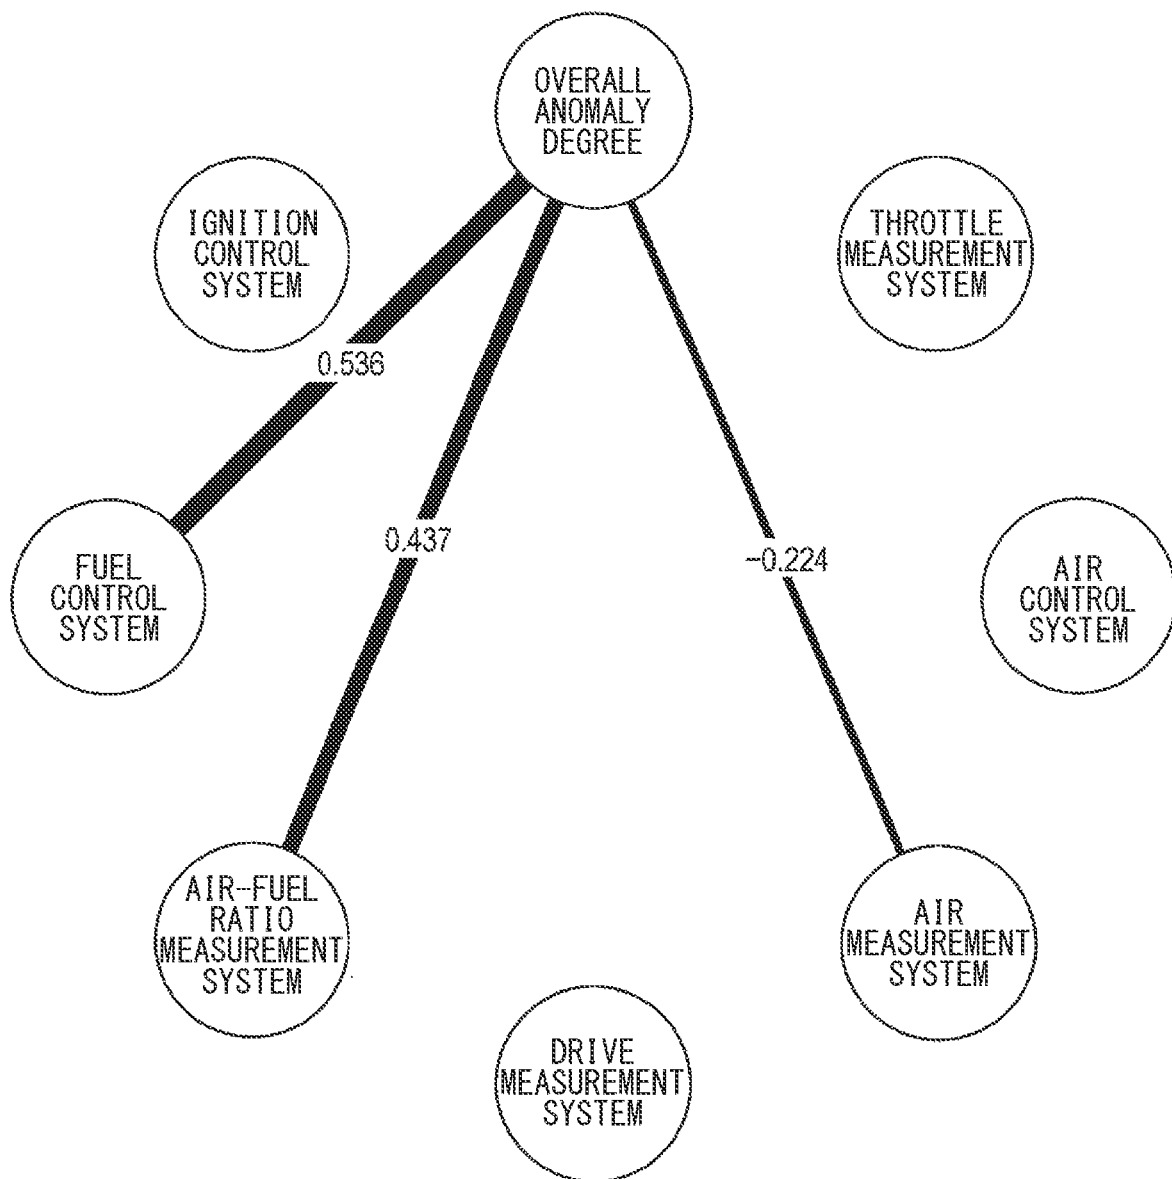 OVERALL
ANOMALY
DEGREE
IGNITION
CONTROL
SYSTEM
THROTTLE
MEASUREMENT
SYSTEM
0.536
FUEL
CONTROL
SYSTEM
0.437
-0.224
AIR
CONTROL
SYSTEM
AIR-FUEL
RATIO
MEASUREMENT
SYSTEM
AIR
MEASUREMENT
SYSTEM
DRIVE
MEASUREMENT
SYSTEM